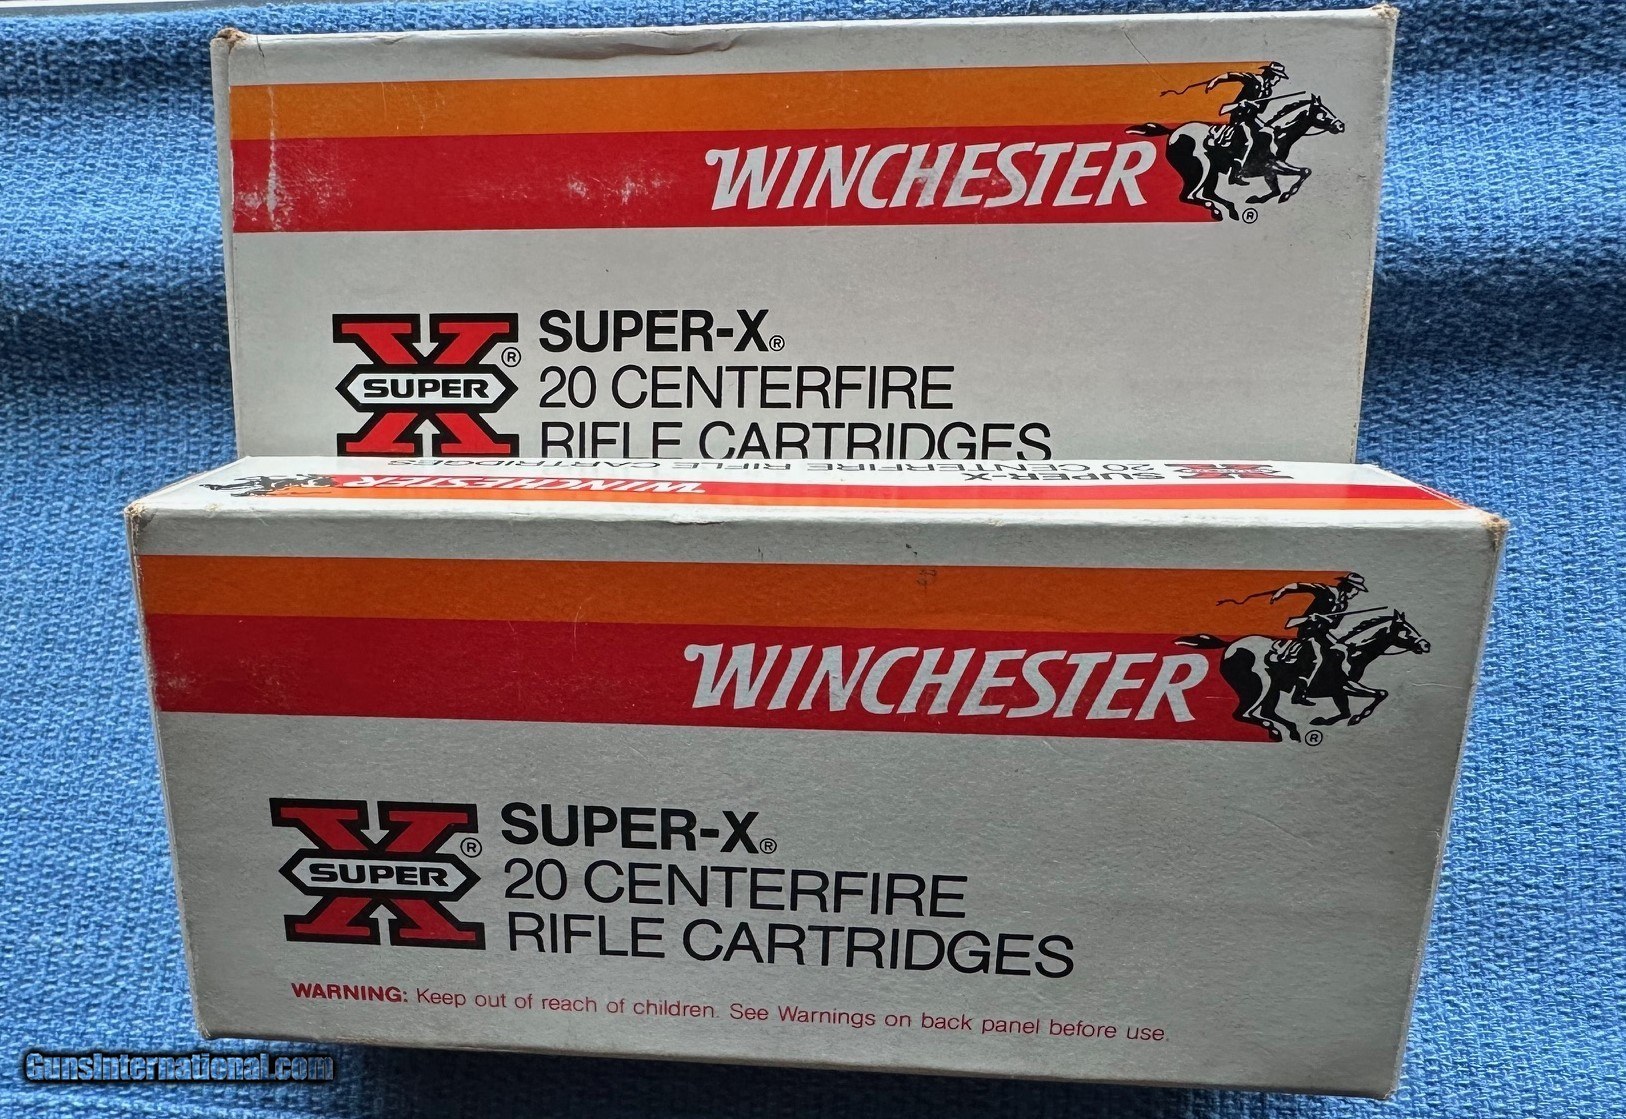 WINCHESTER
®
X SUPER ®
SUPER-X®
20 CENTERFIRE
RIFLE CARTRIDGES
WINCHESTER
SUPER-X
20 CENTERFIRE RIFLE CARTRIDGES
WINCHESTER
®
X SUPER ®
SUPER-X®
20 CENTERFIRE
RIFLE CARTRIDGES
WARNING: Keep out of reach of children. See Warnings on back panel before use.
GunsInternational.com